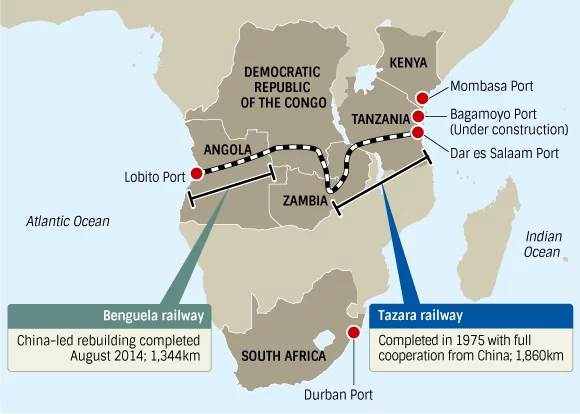 KENYA
DEMOCRATIC
REPUBLIC
OF THE CONGO
Mombasa Port
TANZANIA
Bagamoyo Port
(Under construction)
ANGOLA
Dar es Salaam Port
Lobito Port
ZAMBIA
Atlantic Ocean
Indian
Ocean
Benguela railway
China-led rebuilding completed
August 2014; 1,344km
Tazara railway
Completed in 1975 with full
cooperation from China; 1,860km
SOUTH AFRICA
Durban Port